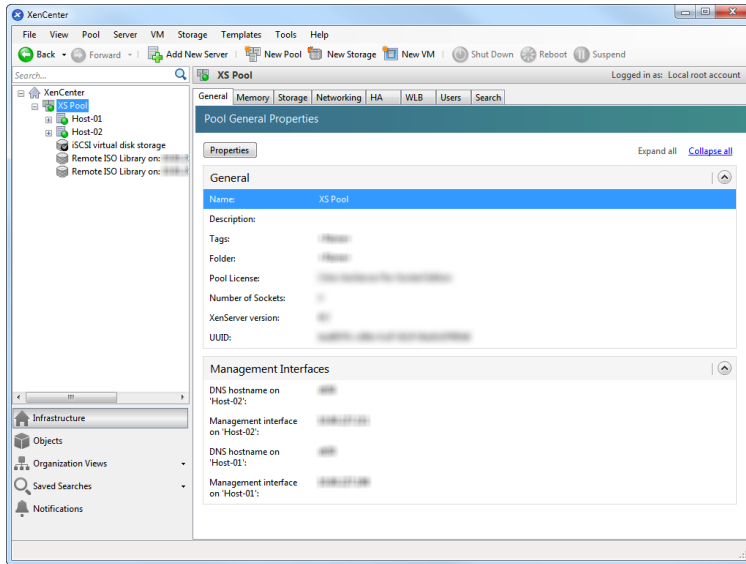 XenCenter
File View Pool Server VM Storage Templates Tools Help
Back Forward Add New Server New Pool New Storage New VM Shut Down Reboot Suspend
Search...
XS Pool
Logged in as: Local root account
XenCenter
XS Pool
Host-01
Host-02
iSCSI virtual disk storage
Remote ISO Library on:
Remote ISO Library on:
Infrastructure
Objects
Organization Views
Saved Searches
Notifications
General Memory Storage Networking HA WLB Users Search
Pool General Properties
Properties
Expand all Collapse all
General
Name: XS Pool
Description:
Tags:
Folder:
Pool License:
Number of Sockets:
XenServer version:
UUID:
Management Interfaces
DNS hostname on
'Host-02':
Management interface
on 'Host-02':
DNS hostname on
'Host-01':
Management interface
on 'Host-01':